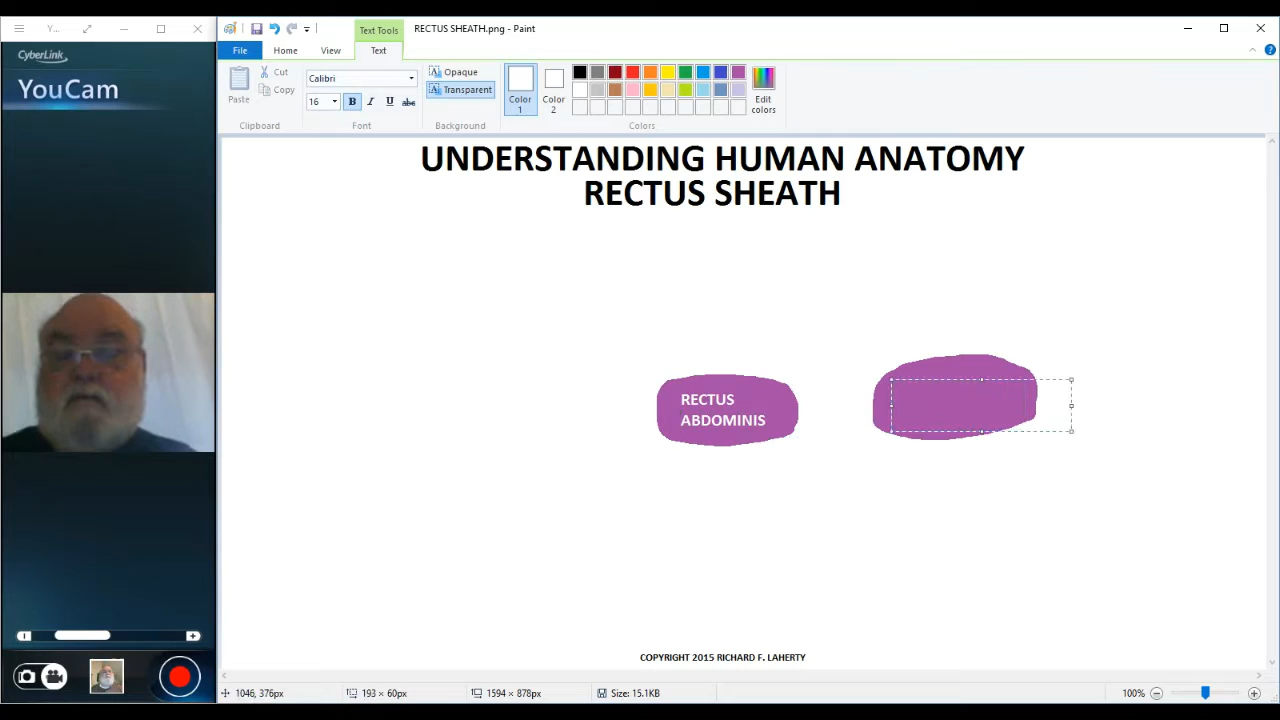 Y...
CyberLink
YouCam
Text Tools
RECTUS SHEATH.png - Paint
File
Home
View
Text
Paste
Cut
Copy
Clipboard
Calibri
16
B
I
U
abc
Font
Opaque
Transparent
Background
Color 1
Color 2
Edit colors
Colors
UNDERSTANDING HUMAN ANATOMY
RECTUS SHEATH
RECTUS
ABDOMINIS
COPYRIGHT 2015 RICHARD F. LAHERTY
1046, 376px
193 × 60px
1594 × 878px
Size: 15.1KB
100%